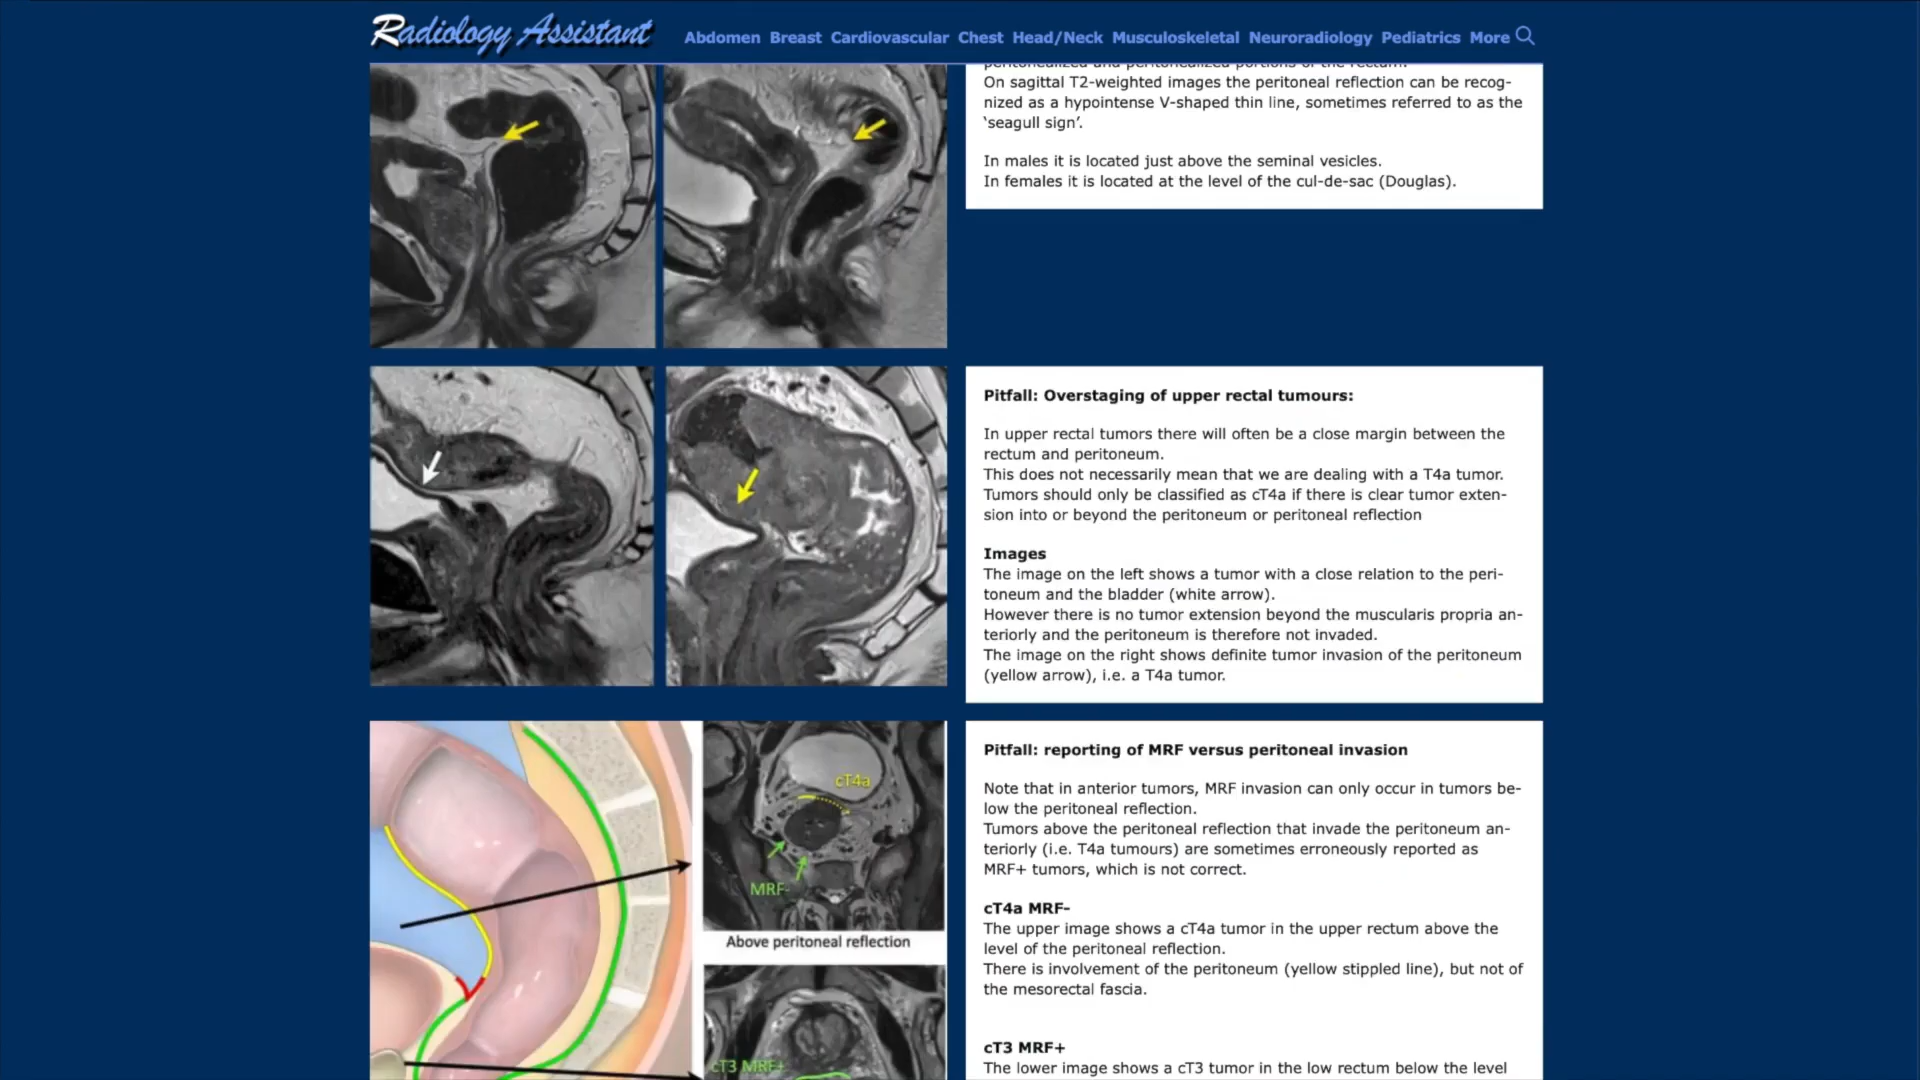 Radiology Assistant
Abdomen Breast Cardiovascular Chest Head/Neck Musculoskeletal Neuroradiology Pediatrics More
peritonealized and peritonealized portions of the rectum.
On sagittal T2-weighted images the peritoneal reflection can be recog-
nized as a hypointense V-shaped thin line, sometimes referred to as the
‘seagull sign’.
In males it is located just above the seminal vesicles.
In females it is located at the level of the cul-de-sac (Douglas).
Pitfall: Overstaging of upper rectal tumours:
In upper rectal tumors there will often be a close margin between the
rectum and peritoneum.
This does not necessarily mean that we are dealing with a T4a tumor.
Tumors should only be classified as cT4a if there is clear tumor exten-
sion into or beyond the peritoneum or peritoneal reflection
Images
The image on the left shows a tumor with a close relation to the peri-
toneum and the bladder (white arrow).
However there is no tumor extension beyond the muscularis propria an-
teriorly and the peritoneum is therefore not invaded.
The image on the right shows definite tumor invasion of the peritoneum
(yellow arrow), i.e. a T4a tumor.
cT4a
MRF-
Above peritoneal reflection
cT3 MRF+
Pitfall: reporting of MRF versus peritoneal invasion
Note that in anterior tumors, MRF invasion can only occur in tumors be-
low the peritoneal reflection.
Tumors above the peritoneal reflection that invade the peritoneum an-
teriorly (i.e. T4a tumours) are sometimes erroneously reported as
MRF+ tumors, which is not correct.
cT4a MRF-
The upper image shows a cT4a tumor in the upper rectum above the
level of the peritoneal reflection.
There is involvement of the peritoneum (yellow stippled line), but not of
the mesorectal fascia.
cT3 MRF+
The lower image shows a cT3 tumor in the low rectum below the level